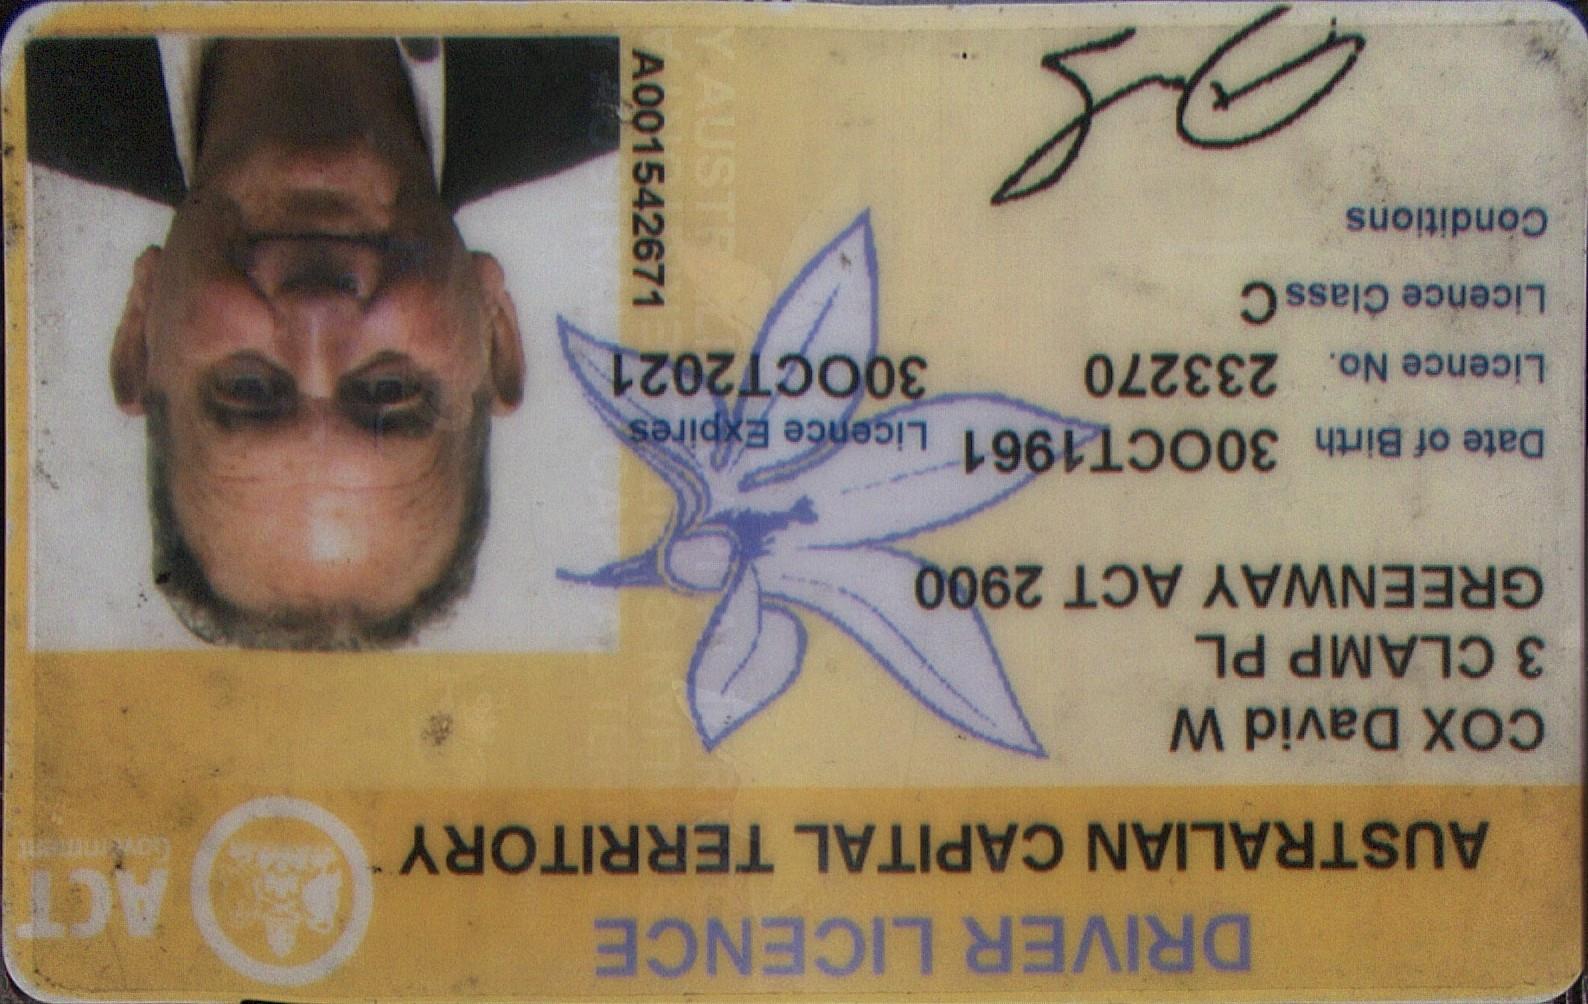 DRIVER LICENCE
AUSTRALIAN CAPITAL TERRITORY
ACT
Government
COX David W
3 CLAMP PL
GREENWAY ACT 2900
Date of Birth 30OCT1961 Licence Expires
Licence No. 233270 30OCT2021
Licence Class C
Conditions
A001542671